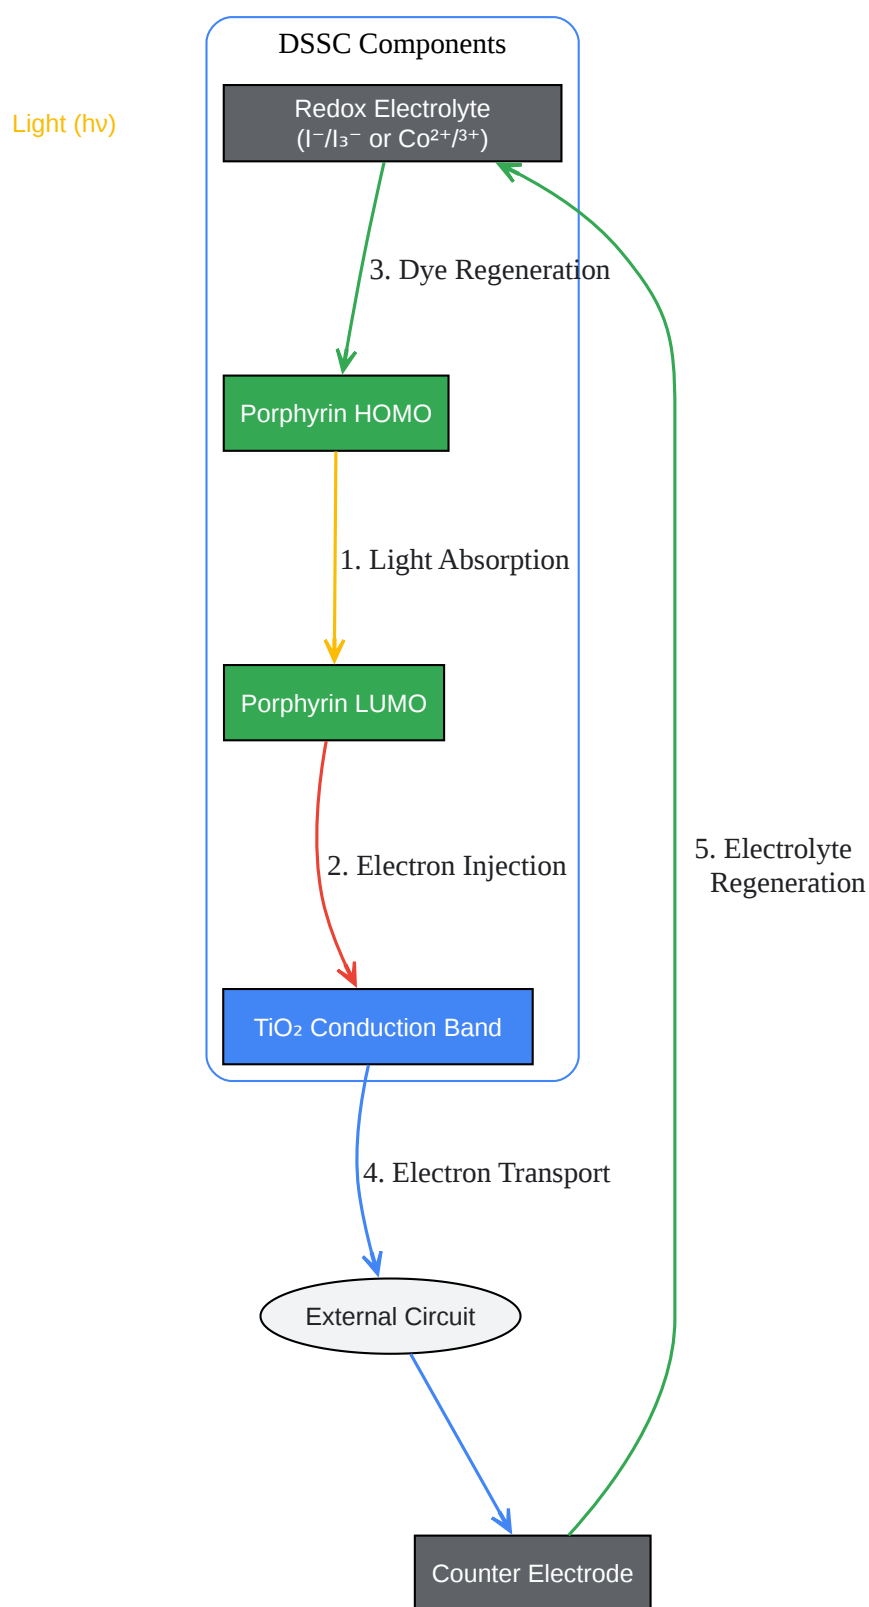 DSSC Components
Redox Electrolyte
(I⁻/I₃⁻ or Co²⁺/³⁺)
Light (hν)
3. Dye Regeneration
Porphyrin HOMO
1. Light Absorption
Porphyrin LUMO
5. Electrolyte
Regeneration
2. Electron Injection
TiO₂ Conduction Band
4. Electron Transport
External Circuit
Counter Electrode